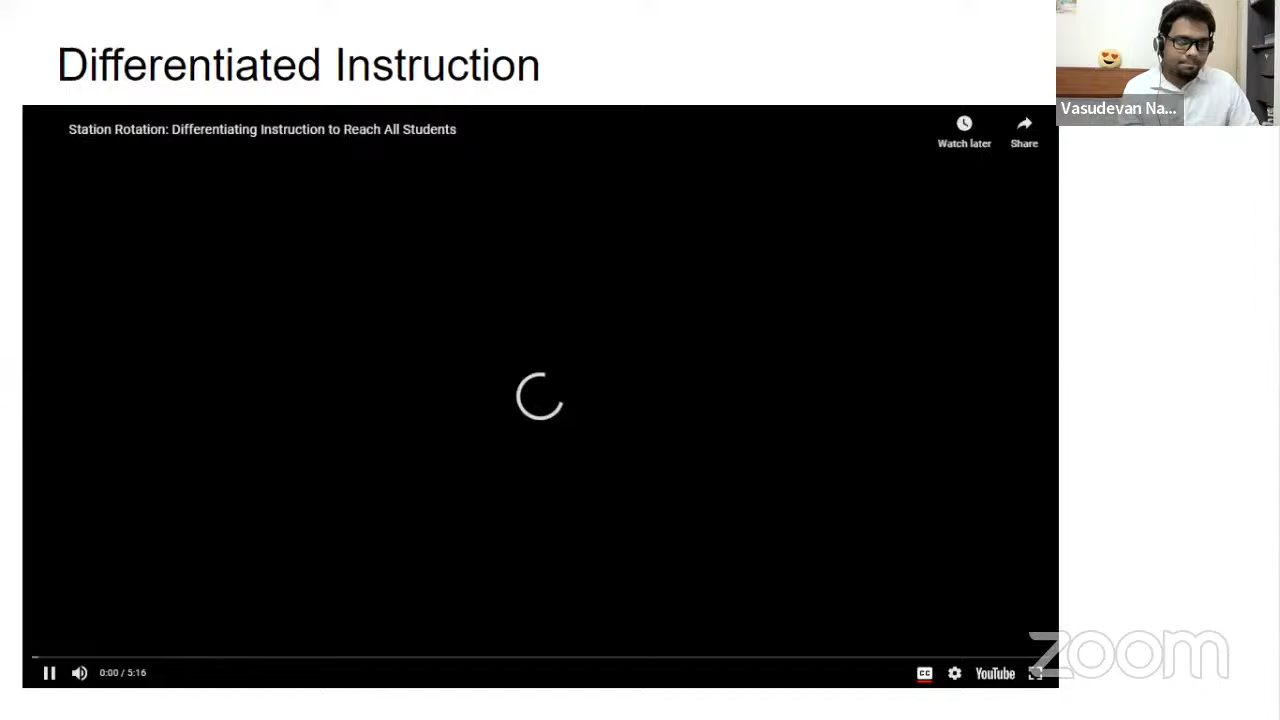 Differentiated Instruction
Vasudevan Na...
Station Rotation: Differentiating Instruction to Reach All Students
Watch later
Share
0:00 / 5:16
CC
YouTube
zoom